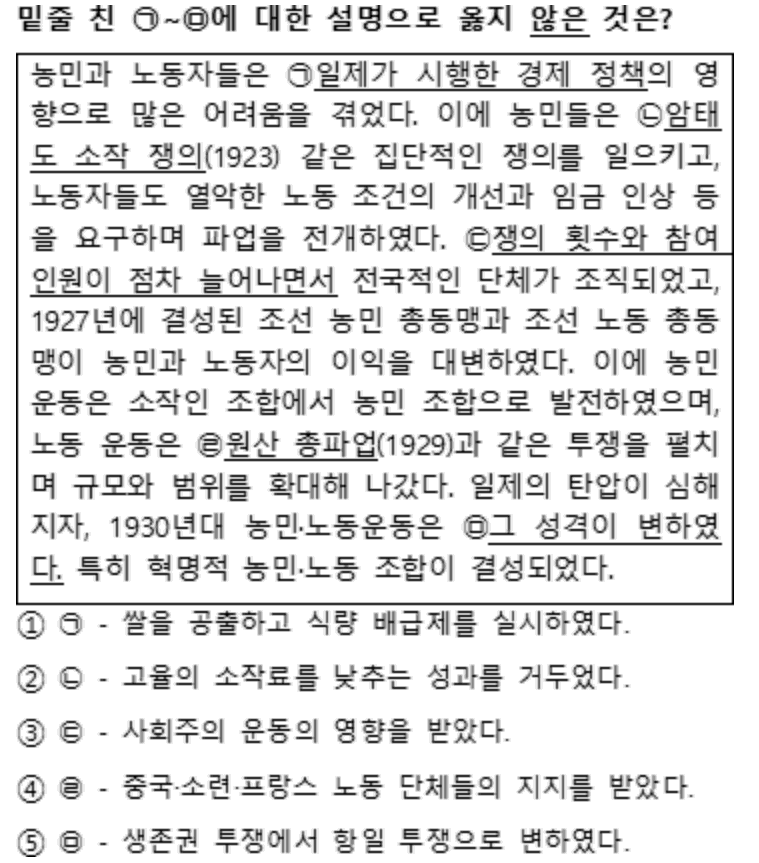 밑줄 친 ㉠~㉤에 대한 설명으로 옳지 않은 것은?
농민과 노동자들은 ㉠일제가 시행한 경제 정책의 영
향으로 많은 어려움을 겪었다. 이에 농민들은 ㉡암태
도 소작 쟁의(1923) 같은 집단적인 쟁의를 일으키고,
노동자들도 열악한 노동 조건의 개선과 임금 인상 등
을 요구하며 파업을 전개하였다. ㉢쟁의 횟수와 참여
인원이 점차 늘어나면서 전국적인 단체가 조직되었고,
1927년에 결성된 조선 농민 총동맹과 조선 노동 총동
맹이 농민과 노동자의 이익을 대변하였다. 이에 농민
운동은 소작인 조합에서 농민 조합으로 발전하였으며,
노동 운동은 ㉣원산 총파업(1929)과 같은 투쟁을 펼치
며 규모와 범위를 확대해 나갔다. 일제의 탄압이 심해
지자, 1930년대 농민·노동운동은 ㉤그 성격이 변하였
다. 특히 혁명적 농민·노동 조합이 결성되었다.
① ㉠ - 쌀을 공출하고 식량 배급제를 실시하였다.
② ㉡ - 고율의 소작료를 낮추는 성과를 거두었다.
③ ㉢ - 사회주의 운동의 영향을 받았다.
④ ㉣ - 중국·소련·프랑스 노동 단체들의 지지를 받았다.
⑤ ㉤ - 생존권 투쟁에서 항일 투쟁으로 변하였다.